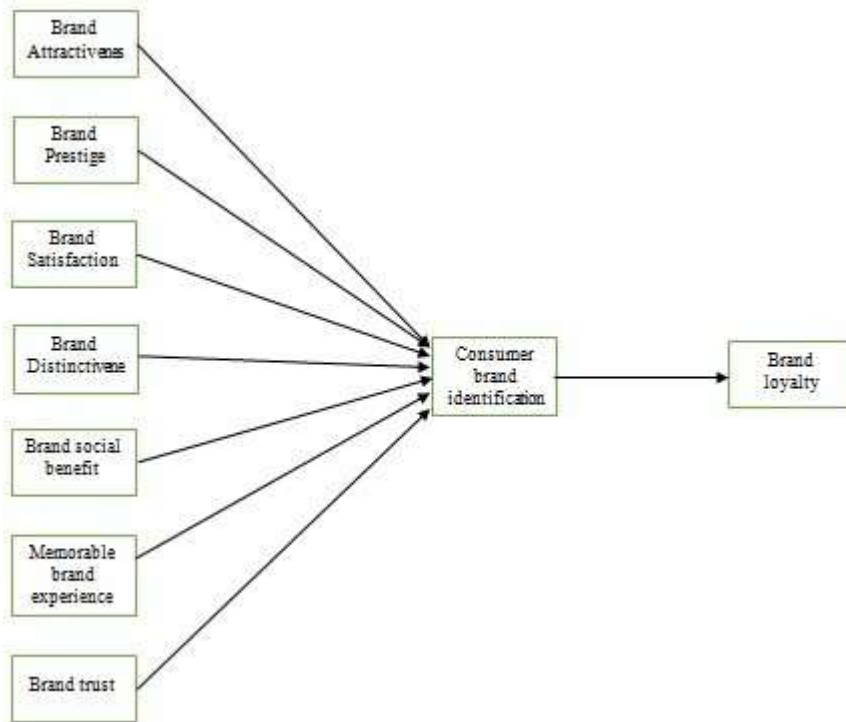 Brand
Attractivenes
Brand
Prestige
Brand
Satisfaction
Brand
Distinctivene
Brand social
benefit
Memorable
brand
experience
Brand trust
Consumer
brand
identification
Brand
loyalty